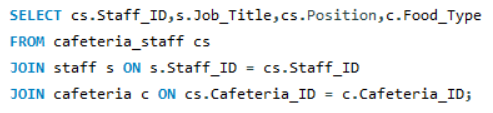 SELECT cs.Staff_ID,s.Job_Title,cs.Position,c.Food_Type
FROM cafeteria_staff cs
JOIN staff s ON s.Staff_ID = cs.Staff_ID
JOIN cafeteria c ON cs.Cafeteria_ID = c.Cafeteria_ID;